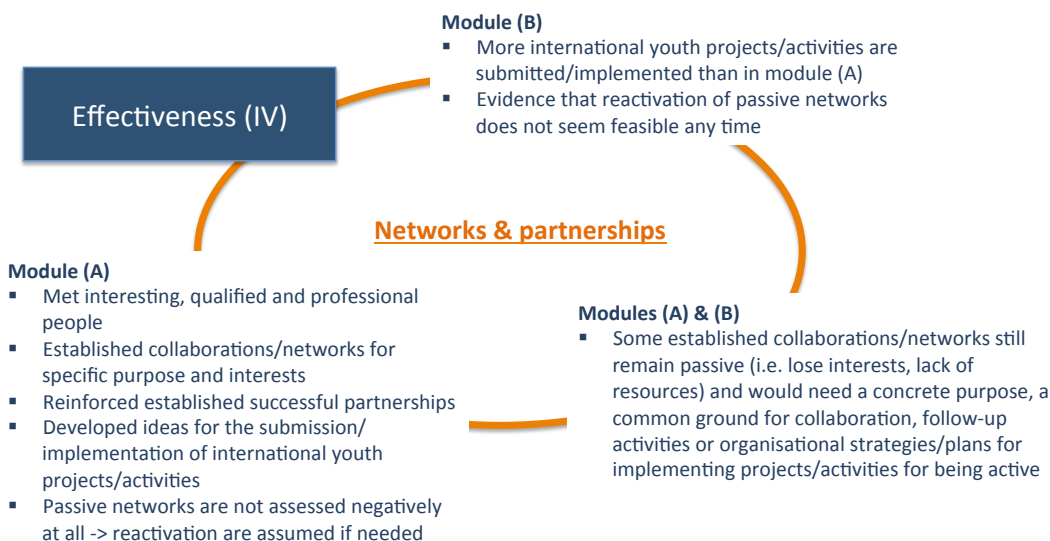 Effectiveness (IV)
Module (B)
▪ More international youth projects/activities are
submitted/implemented than in module (A)
▪ Evidence that reactivation of passive networks
does not seem feasible any time
Networks & partnerships
Module (A)
▪ Met interesting, qualified and professional
people
▪ Established collaborations/networks for
specific purpose and interests
▪ Reinforced established successful partnerships
▪ Developed ideas for the submission/
implementation of international youth
projects/activities
▪ Passive networks are not assessed negatively
at all -> reactivation are assumed if needed
Modules (A) & (B)
▪ Some established collaborations/networks still
remain passive (i.e. lose interests, lack of
resources) and would need a concrete purpose, a
common ground for collaboration, follow-up
activities or organisational strategies/plans for
implementing projects/activities for being active